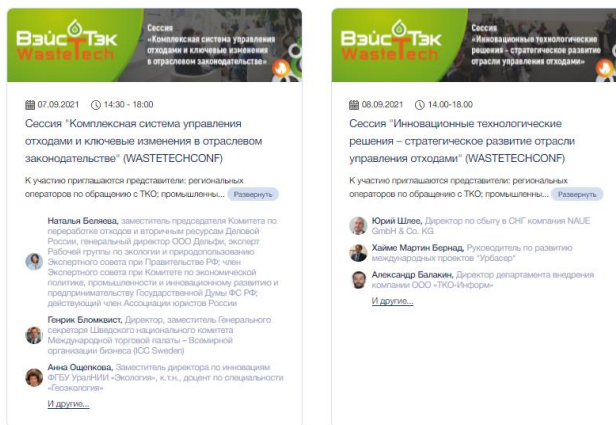 ВэйстТэк
WasteTech
Сессия
«Комплексная система управления
отходами и ключевые изменения
в отраслевом законодательстве»
07.09.2021 14:30 - 18:00
Сессия "Комплексная система управления
отходами и ключевые изменения в отраслевом
законодательстве" (WASTETECHCONF)
К участию приглашаются представители: региональных
операторов по обращению с ТКО; промышленны... Развернуть
Наталья Беляева, заместитель председателя Комитета по
переработке отходов и вторичным ресурсам Деловой
России, генеральный директор ООО Дельфи, эксперт
Рабочей группы по экологии и природопользованию
Экспертного совета при Правительстве РФ; член
Экспертного совета при Комитете по экономической
политике, промышленности и инновационному развитию и
предпринимательству Государственной Думы ФС РФ;
действующий член Ассоциации юристов России
Генрик Бломквист, Директор, заместитель Генерального
секретаря Шведского национального комитета
Международной торговой палаты – Всемирной
организации бизнеса (ICC Sweden)
Анна Ощепкова, Заместитель директора по инновациям
ФГБУ УралНИИ «Экология», к.т.н., доцент по специальности
«Геоэкология»
И другие...
ВэйстТэк
WasteTech
Сессия
«Инновационные технологические
решения – стратегическое развитие
отрасли управления отходами»
08.09.2021 14.00-18.00
Сессия "Инновационные технологические
решения – стратегическое развитие отрасли
управления отходами" (WASTETECHCONF)
К участию приглашаются представители: региональных
операторов по обращению с ТКО; промышленны... Развернуть
Юрий Шлее, Директор по сбыту в СНГ компания NAUE
GmbH & Co. KG
Хайме Мартин Бернад, Руководитель по развитию
международных проектов "Урбасер"
Александр Балакин, Директор департамента внедрения
компании ООО «ТКО-Информ»
И другие...